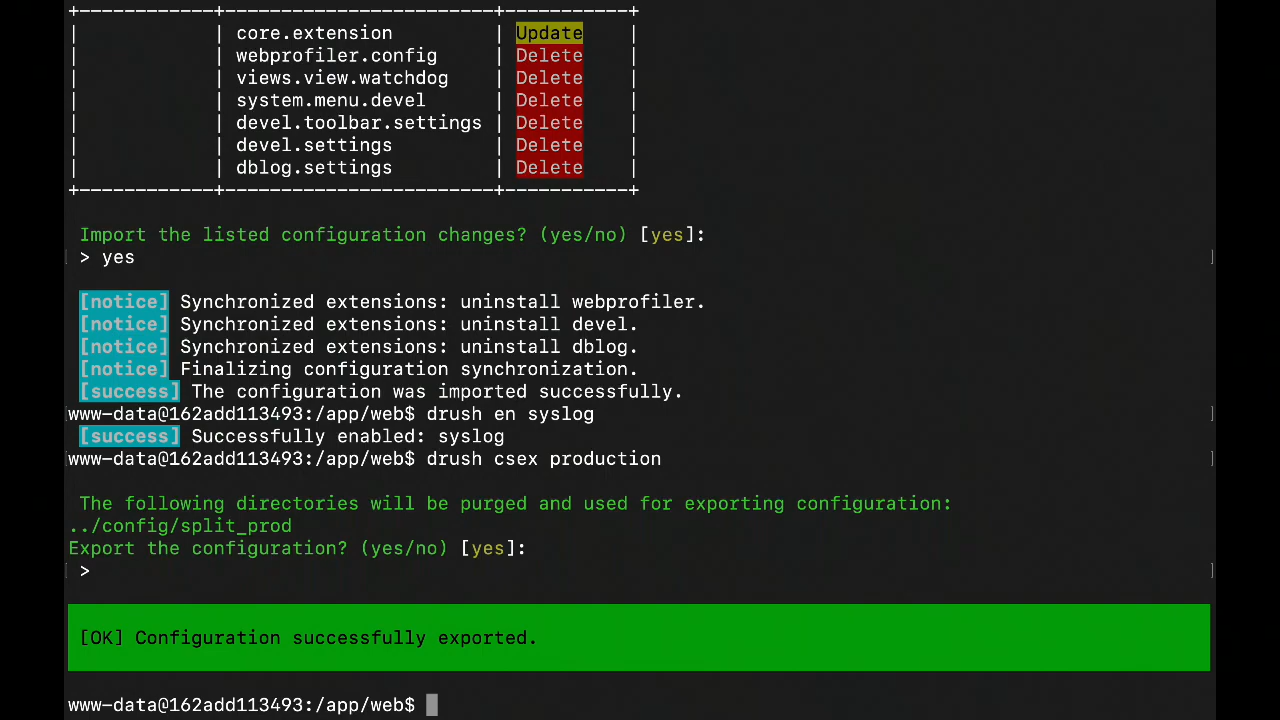 +------------------+-----------------------------------+-----------------+
| | core.extension | Update |
| | webprofiler.config | Delete |
| | views.view.watchdog | Delete |
| | system.menu.devel | Delete |
| | devel.toolbar.settings | Delete |
| | devel.settings | Delete |
| | dblog.settings | Delete |
+------------------+-----------------------------------+-----------------+
Import the listed configuration changes? (yes/no) [yes]:
[ > yes ]
[notice] Synchronized extensions: uninstall webprofiler.
[notice] Synchronized extensions: uninstall devel.
[notice] Synchronized extensions: uninstall dblog.
[notice] Finalizing configuration synchronization.
[success] The configuration was imported successfully.
[www-data@162add113493:/app/web$ drush en syslog ]
[success] Successfully enabled: syslog
[www-data@162add113493:/app/web$ drush csex production ]
The following directories will be purged and used for exporting configuration:
../config/split_prod
Export the configuration? (yes/no) [yes]:
[ > ]
[OK] Configuration successfully exported.
www-data@162add113493:/app/web$